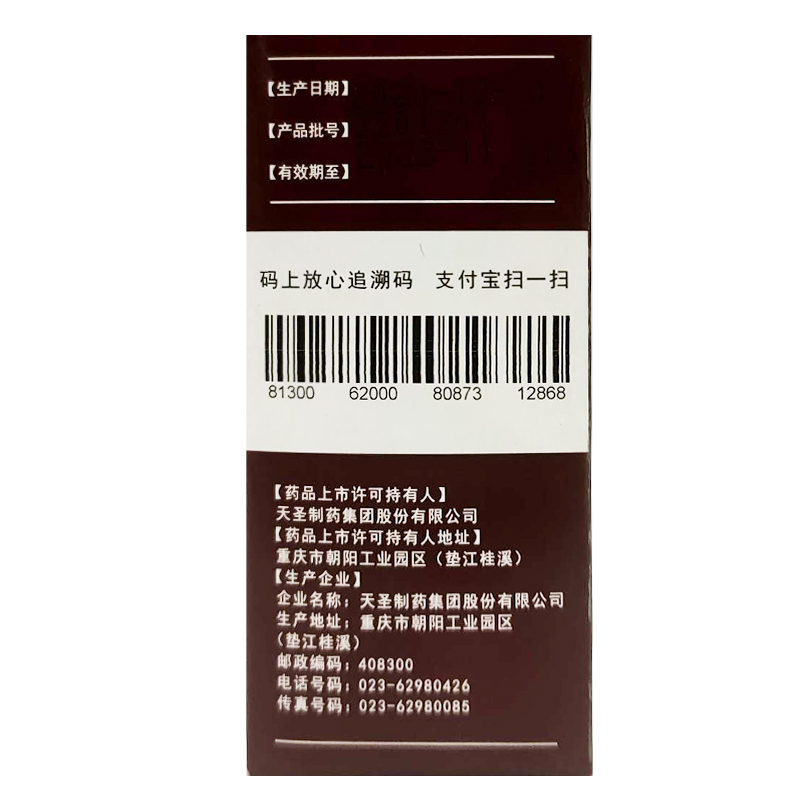 【生产日期】
【产品批号】
【有效期至】
码上放心追溯码 支付宝扫一扫
81300 62000 80873 12868
【药品上市许可持有人】
天圣制药集团股份有限公司
【药品上市许可持有人地址】
重庆市朝阳工业园区（垫江桂溪）
【生产企业】
企业名称：天圣制药集团股份有限公司
生产地址：重庆市朝阳工业园区
（垫江桂溪）
邮政编码：408300
电话号码：023-62980426
传真号码：023-62980085